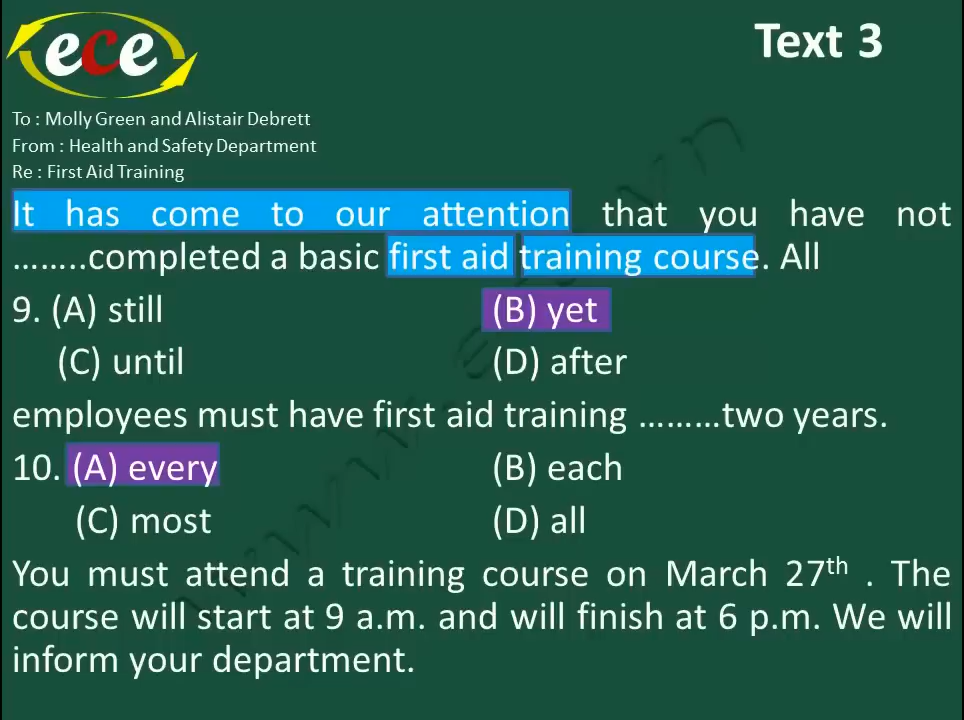 ece
Text 3
To : Molly Green and Alistair Debrett
From : Health and Safety Department
Re : First Aid Training
It has come to our attention that you have not
……..completed a basic first aid training course. All
9. (A) still (B) yet
(C) until (D) after
employees must have first aid training ………two years.
10. (A) every (B) each
(C) most (D) all
You must attend a training course on March 27th . The
course will start at 9 a.m. and will finish at 6 p.m. We will
inform your department.